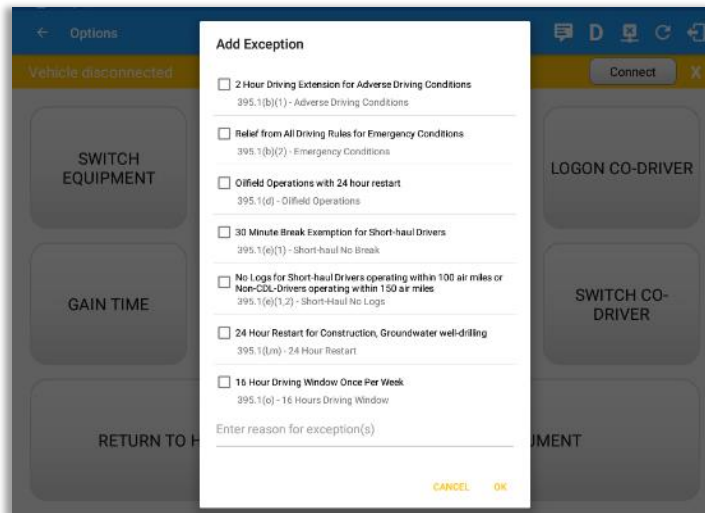 Options
D
Vehicle disconnected
Connect
X
SWITCH
EQUIPMENT
LOGON CO-DRIVER
GAIN TIME
SWITCH CO-
DRIVER
RETURN TO H
UMENT
Add Exception
2 Hour Driving Extension for Adverse Driving Conditions
395.1(b)(1) - Adverse Driving Conditions
Relief from All Driving Rules for Emergency Conditions
395.1(b)(2) - Emergency Conditions
Oilfield Operations with 24 hour restart
395.1(d) - Oilfield Operations
30 Minute Break Exemption for Short-haul Drivers
395.1(e)(1) - Short-haul No Break
No Logs for Short-haul Drivers operating within 100 air miles or
Non-CDL-Drivers operating within 150 air miles
395.1(e)(1,2) - Short-Haul No Logs
24 Hour Restart for Construction, Groundwater well-drilling
395.1(l,m) - 24 Hour Restart
16 Hour Driving Window Once Per Week
395.1(o) - 16 Hours Driving Window
Enter reason for exception(s)
CANCEL
OK